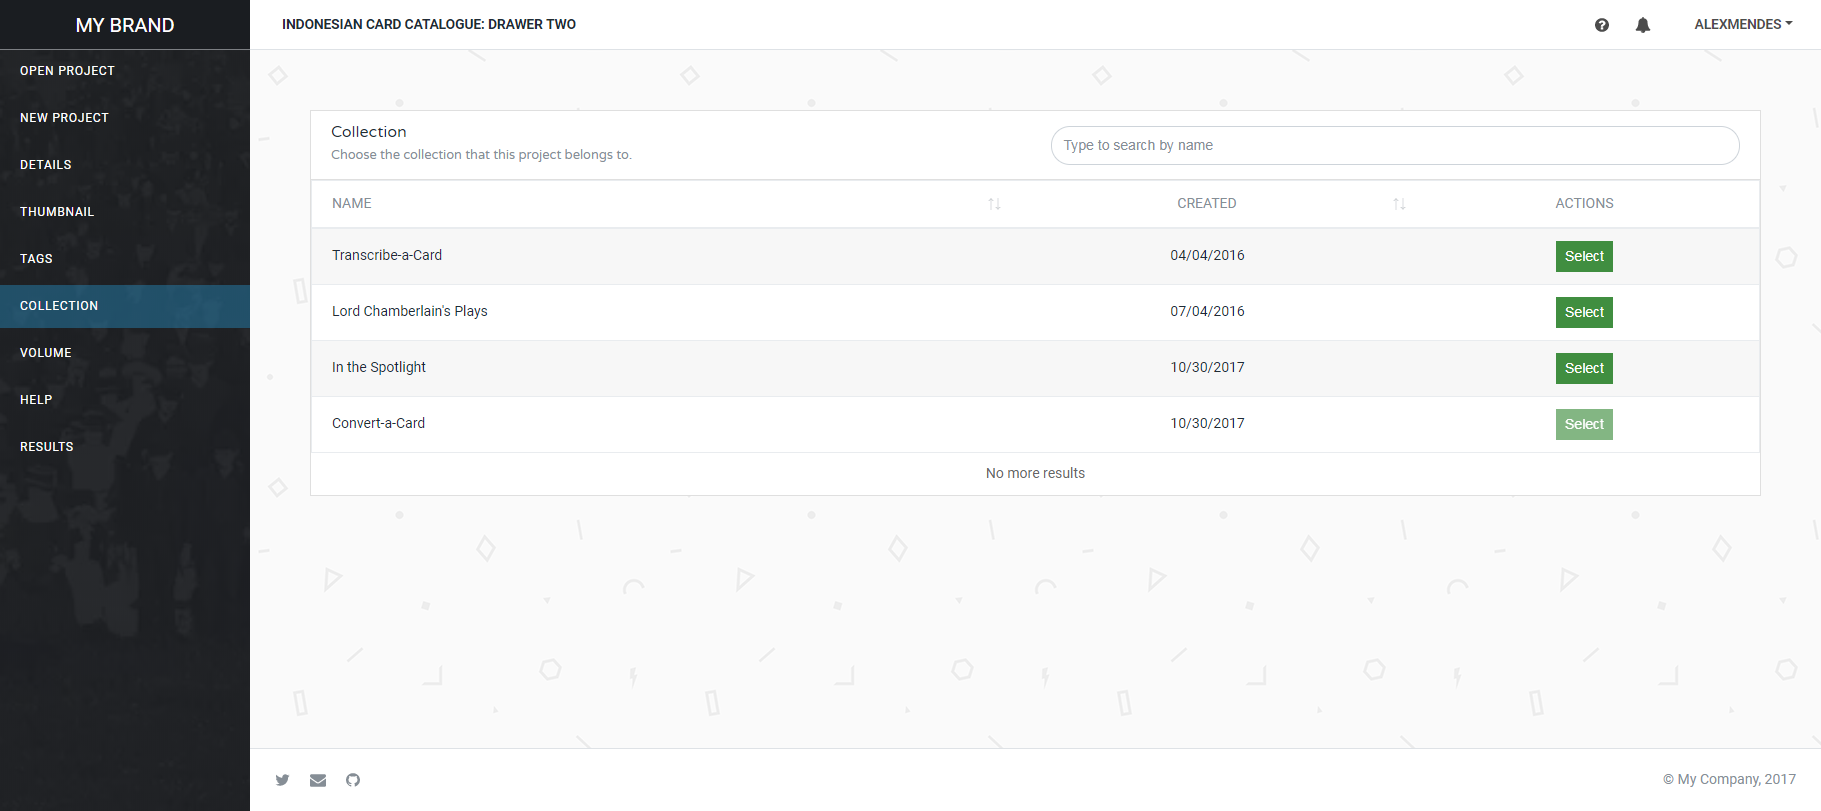 MY BRAND
INDONESIAN CARD CATALOGUE: DRAWER TWO
ALEXMENDES
OPEN PROJECT
NEW PROJECT
DETAILS
THUMBNAIL
TAGS
COLLECTION
VOLUME
HELP
RESULTS
Collection
Choose the collection that this project belongs to.
Type to search by name
NAME CREATED ACTIONS
Transcribe-a-Card 04/04/2016 Select
Lord Chamberlain's Plays 07/04/2016 Select
In the Spotlight 10/30/2017 Select
Convert-a-Card 10/30/2017 Select
No more results
© My Company, 2017